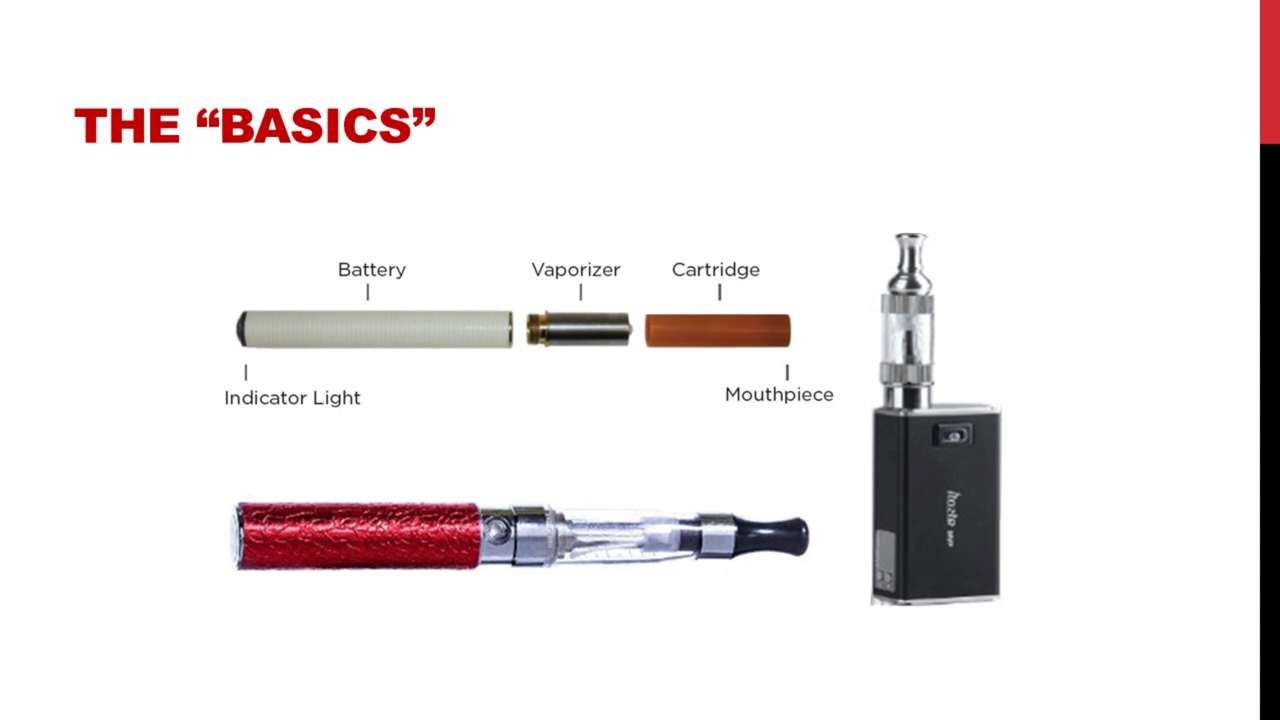 THE “BASICS”
Battery
Vaporizer
Cartridge
Indicator Light
Mouthpiece